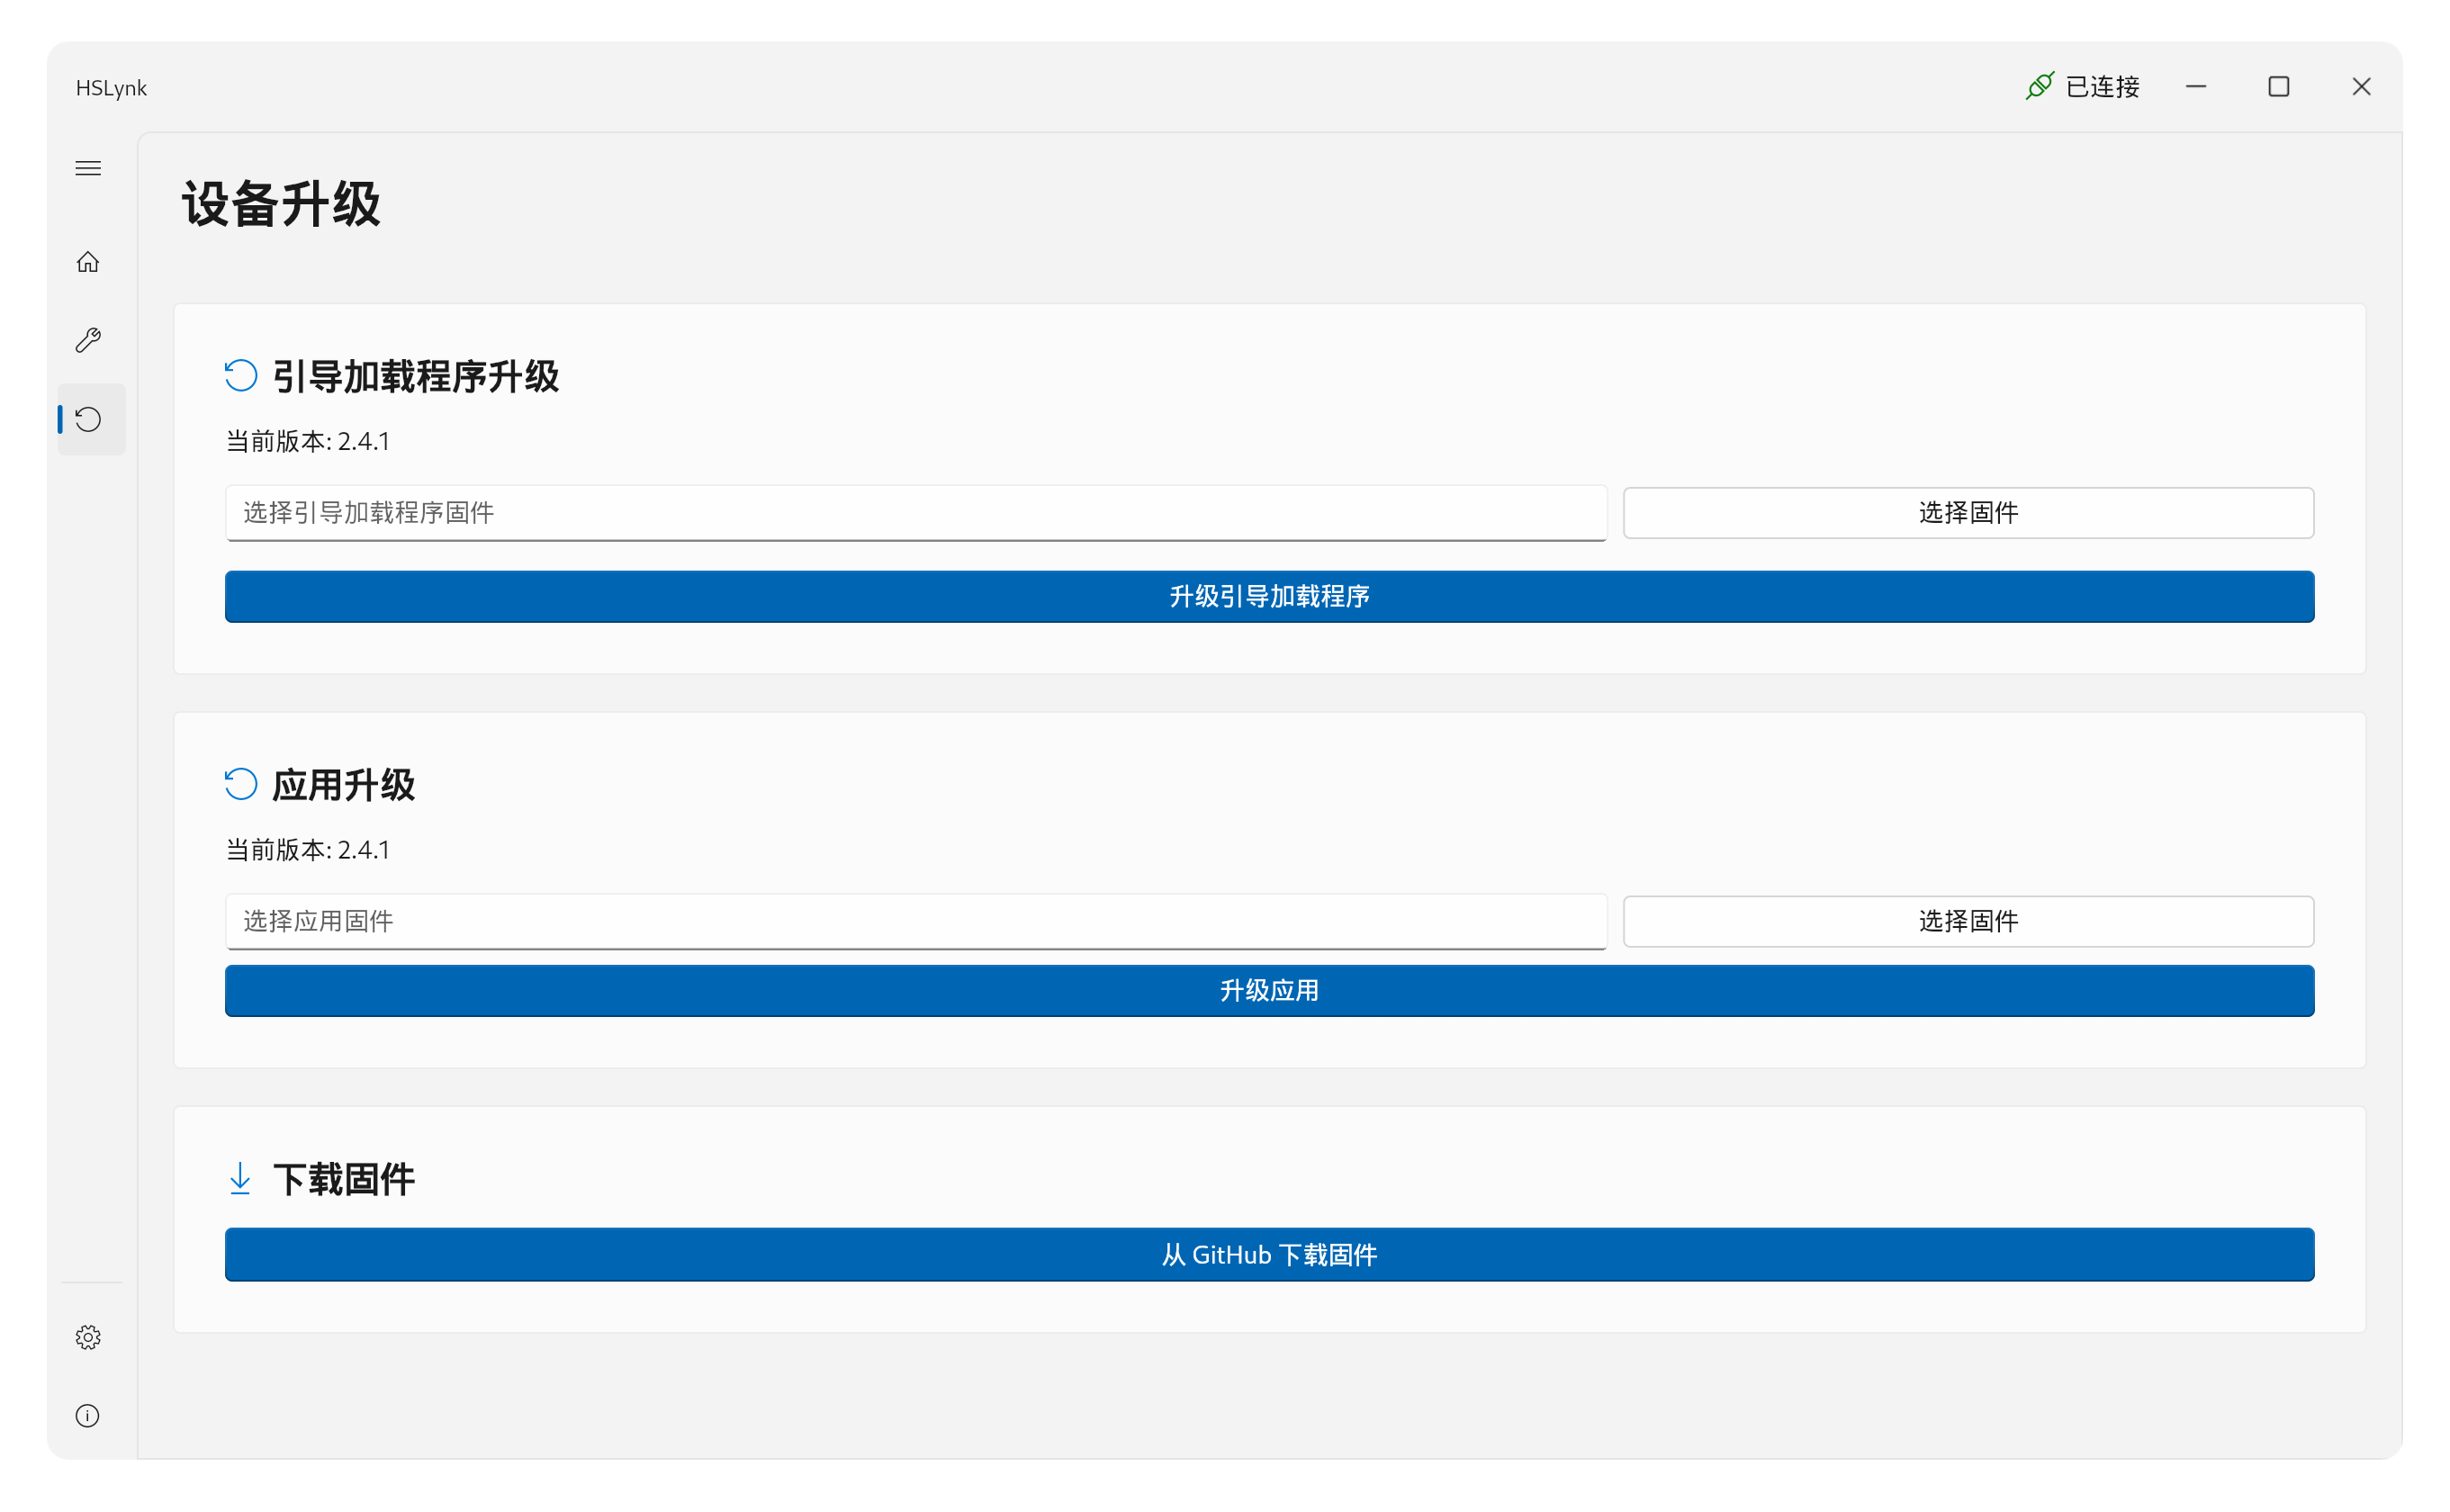 HSLynk
已连接
设备升级
引导加载程序升级
当前版本: 2.4.1
选择引导加载程序固件
选择固件
升级引导加载程序
应用升级
当前版本: 2.4.1
选择应用固件
选择固件
升级应用
下载固件
从 GitHub 下载固件